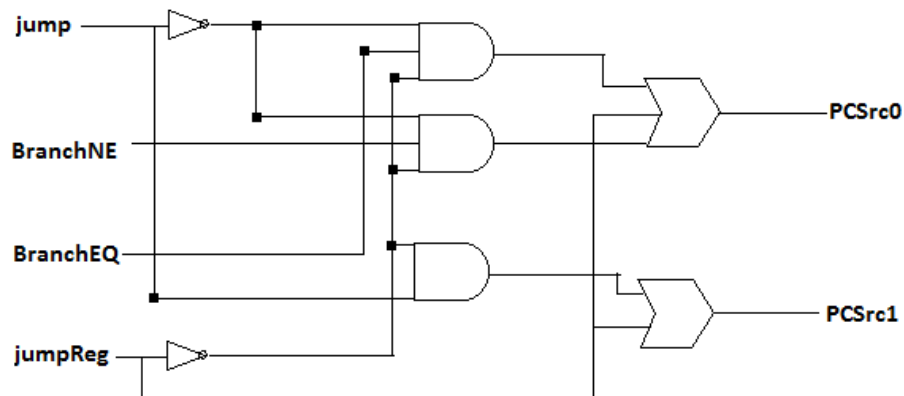 jump
PCSrc0
BranchNE
BranchEQ
PCSrc1
jumpReg